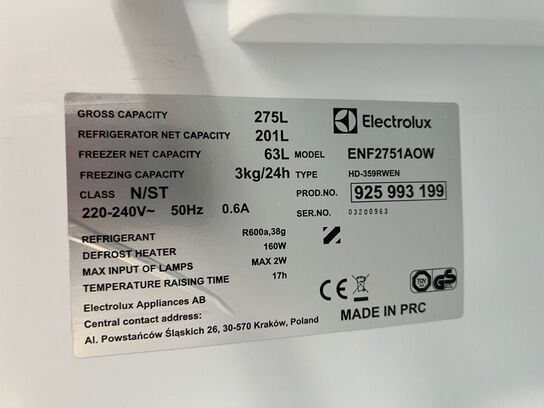 GROSS CAPACITY 275L
REFRIGERATOR NET CAPACITY 201L
FREEZER NET CAPACITY 63L
FREEZING CAPACITY 3kg/24h
CLASS N/ST
220-240V~ 50Hz 0.6A
Electrolux
MODEL ENF2751AOW
TYPE HD-359RWEN
PROD.NO. 925 993 199
SER.NO. 03200963
REFRIGERANT R600a,38g
DEFROST HEATER 160W
MAX INPUT OF LAMPS MAX 2W
TEMPERATURE RAISING TIME 17h
Electrolux Appliances AB
Central contact address:
Al. Powstańców Śląskich 26, 30-570 Kraków, Poland
CE
TÜV
GS
MADE IN PRC